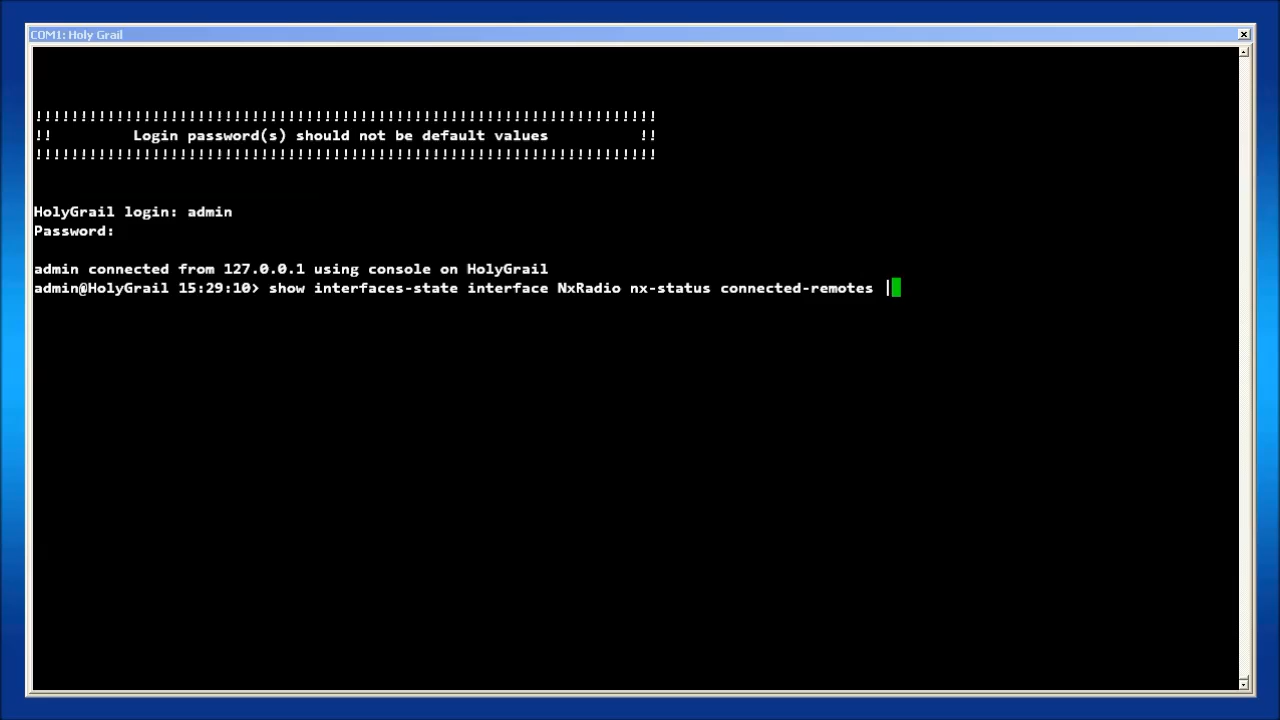 COM1: Holy Grail
!!!!!!!!!!!!!!!!!!!!!!!!!!!!!!!!!!!!!!!!!!!!!!!!!!!!!!!!!!!!!!!!!!!!!
!!         Login password(s) should not be default values          !!
!!!!!!!!!!!!!!!!!!!!!!!!!!!!!!!!!!!!!!!!!!!!!!!!!!!!!!!!!!!!!!!!!!!!!
HolyGrail login: admin
Password:
admin connected from 127.0.0.1 using console on HolyGrail
admin@HolyGrail 15:29:10> show interfaces-state interface NxRadio nx-status connected-remotes |